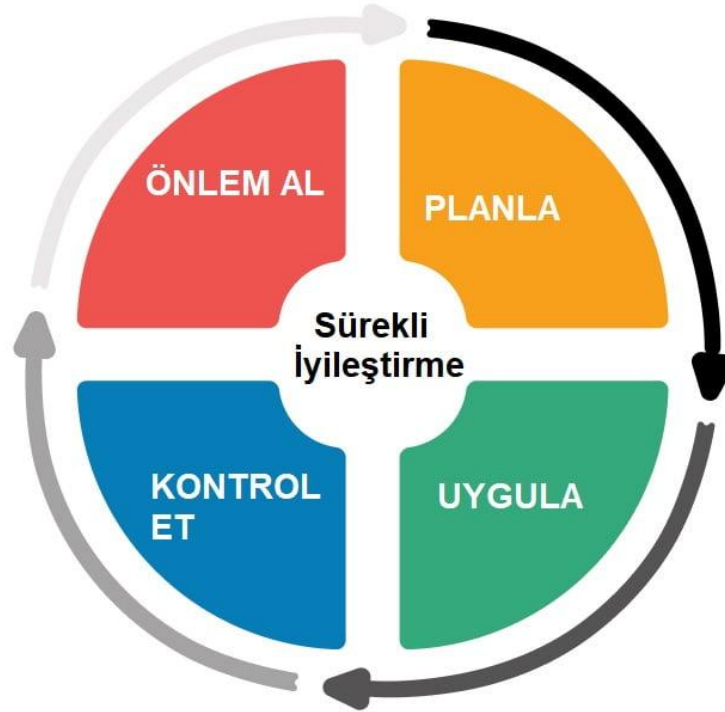 ÖNLEM AL
PLANLA
Sürekli
İyileştirme
KONTROL
ET
UYGULA